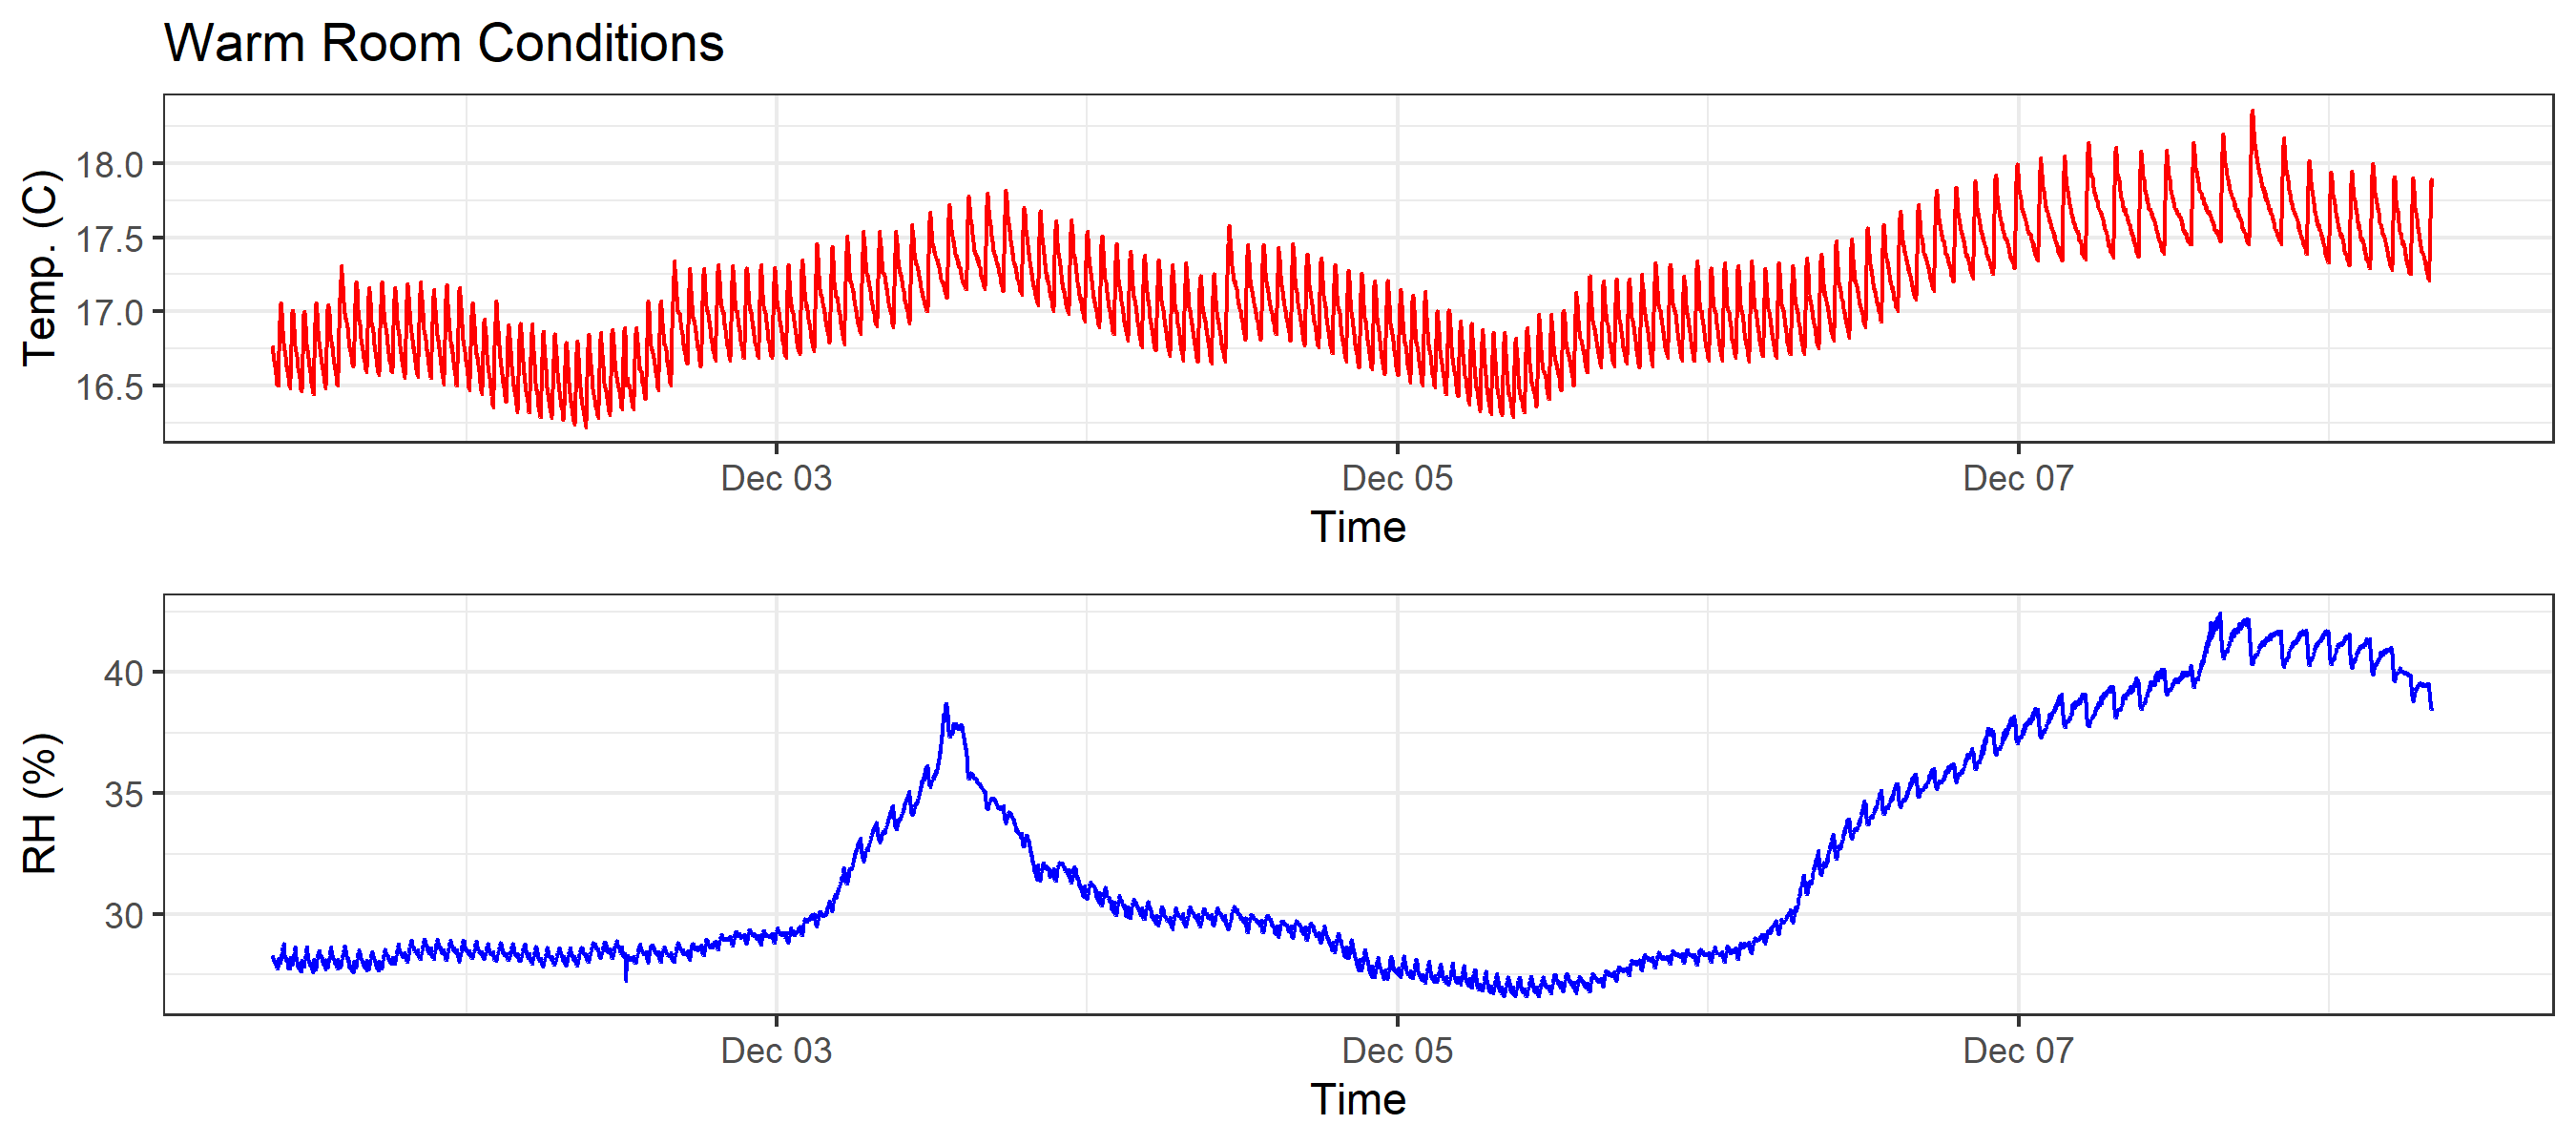 Warm Room Conditions
Temp. (C)
18.0
17.5
17.0
16.5
Dec 03 Dec 05 Dec 07
Time
RH (%)
40
35
30
Dec 03 Dec 05 Dec 07
Time